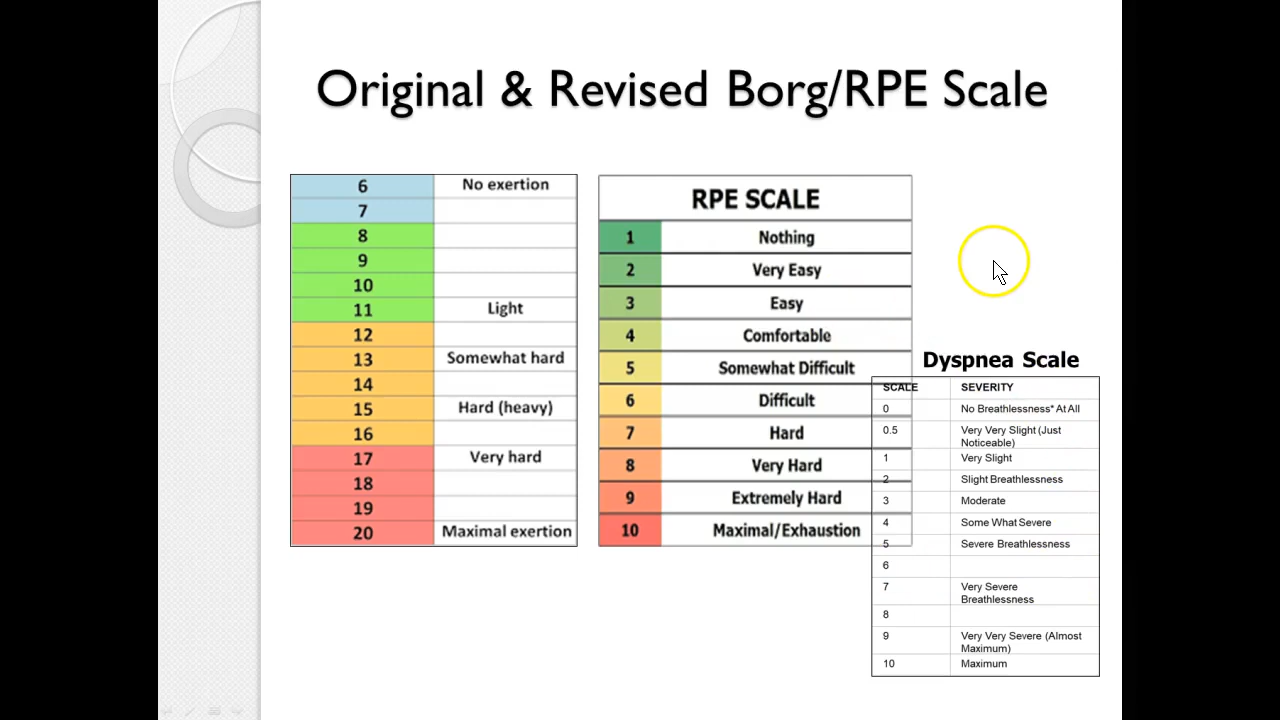 Original & Revised Borg/RPE Scale
6 No exertion
7
8
9
10
11 Light
12
13 Somewhat hard
14
15 Hard (heavy)
16
17 Very hard
18
19
20 Maximal exertion
RPE SCALE
1 Nothing
2 Very Easy
3 Easy
4 Comfortable
5 Somewhat Difficult
6 Difficult
7 Hard
8 Very Hard
9 Extremely Hard
10 Maximal/Exhaustion
Dyspnea Scale
SCALE SEVERITY
0 No Breathlessness* At All
0.5 Very Very Slight (Just
Noticeable)
1 Very Slight
2 Slight Breathlessness
3 Moderate
4 Some What Severe
5 Severe Breathlessness
6
7 Very Severe
Breathlessness
8
9 Very Very Severe (Almost
Maximum)
10 Maximum